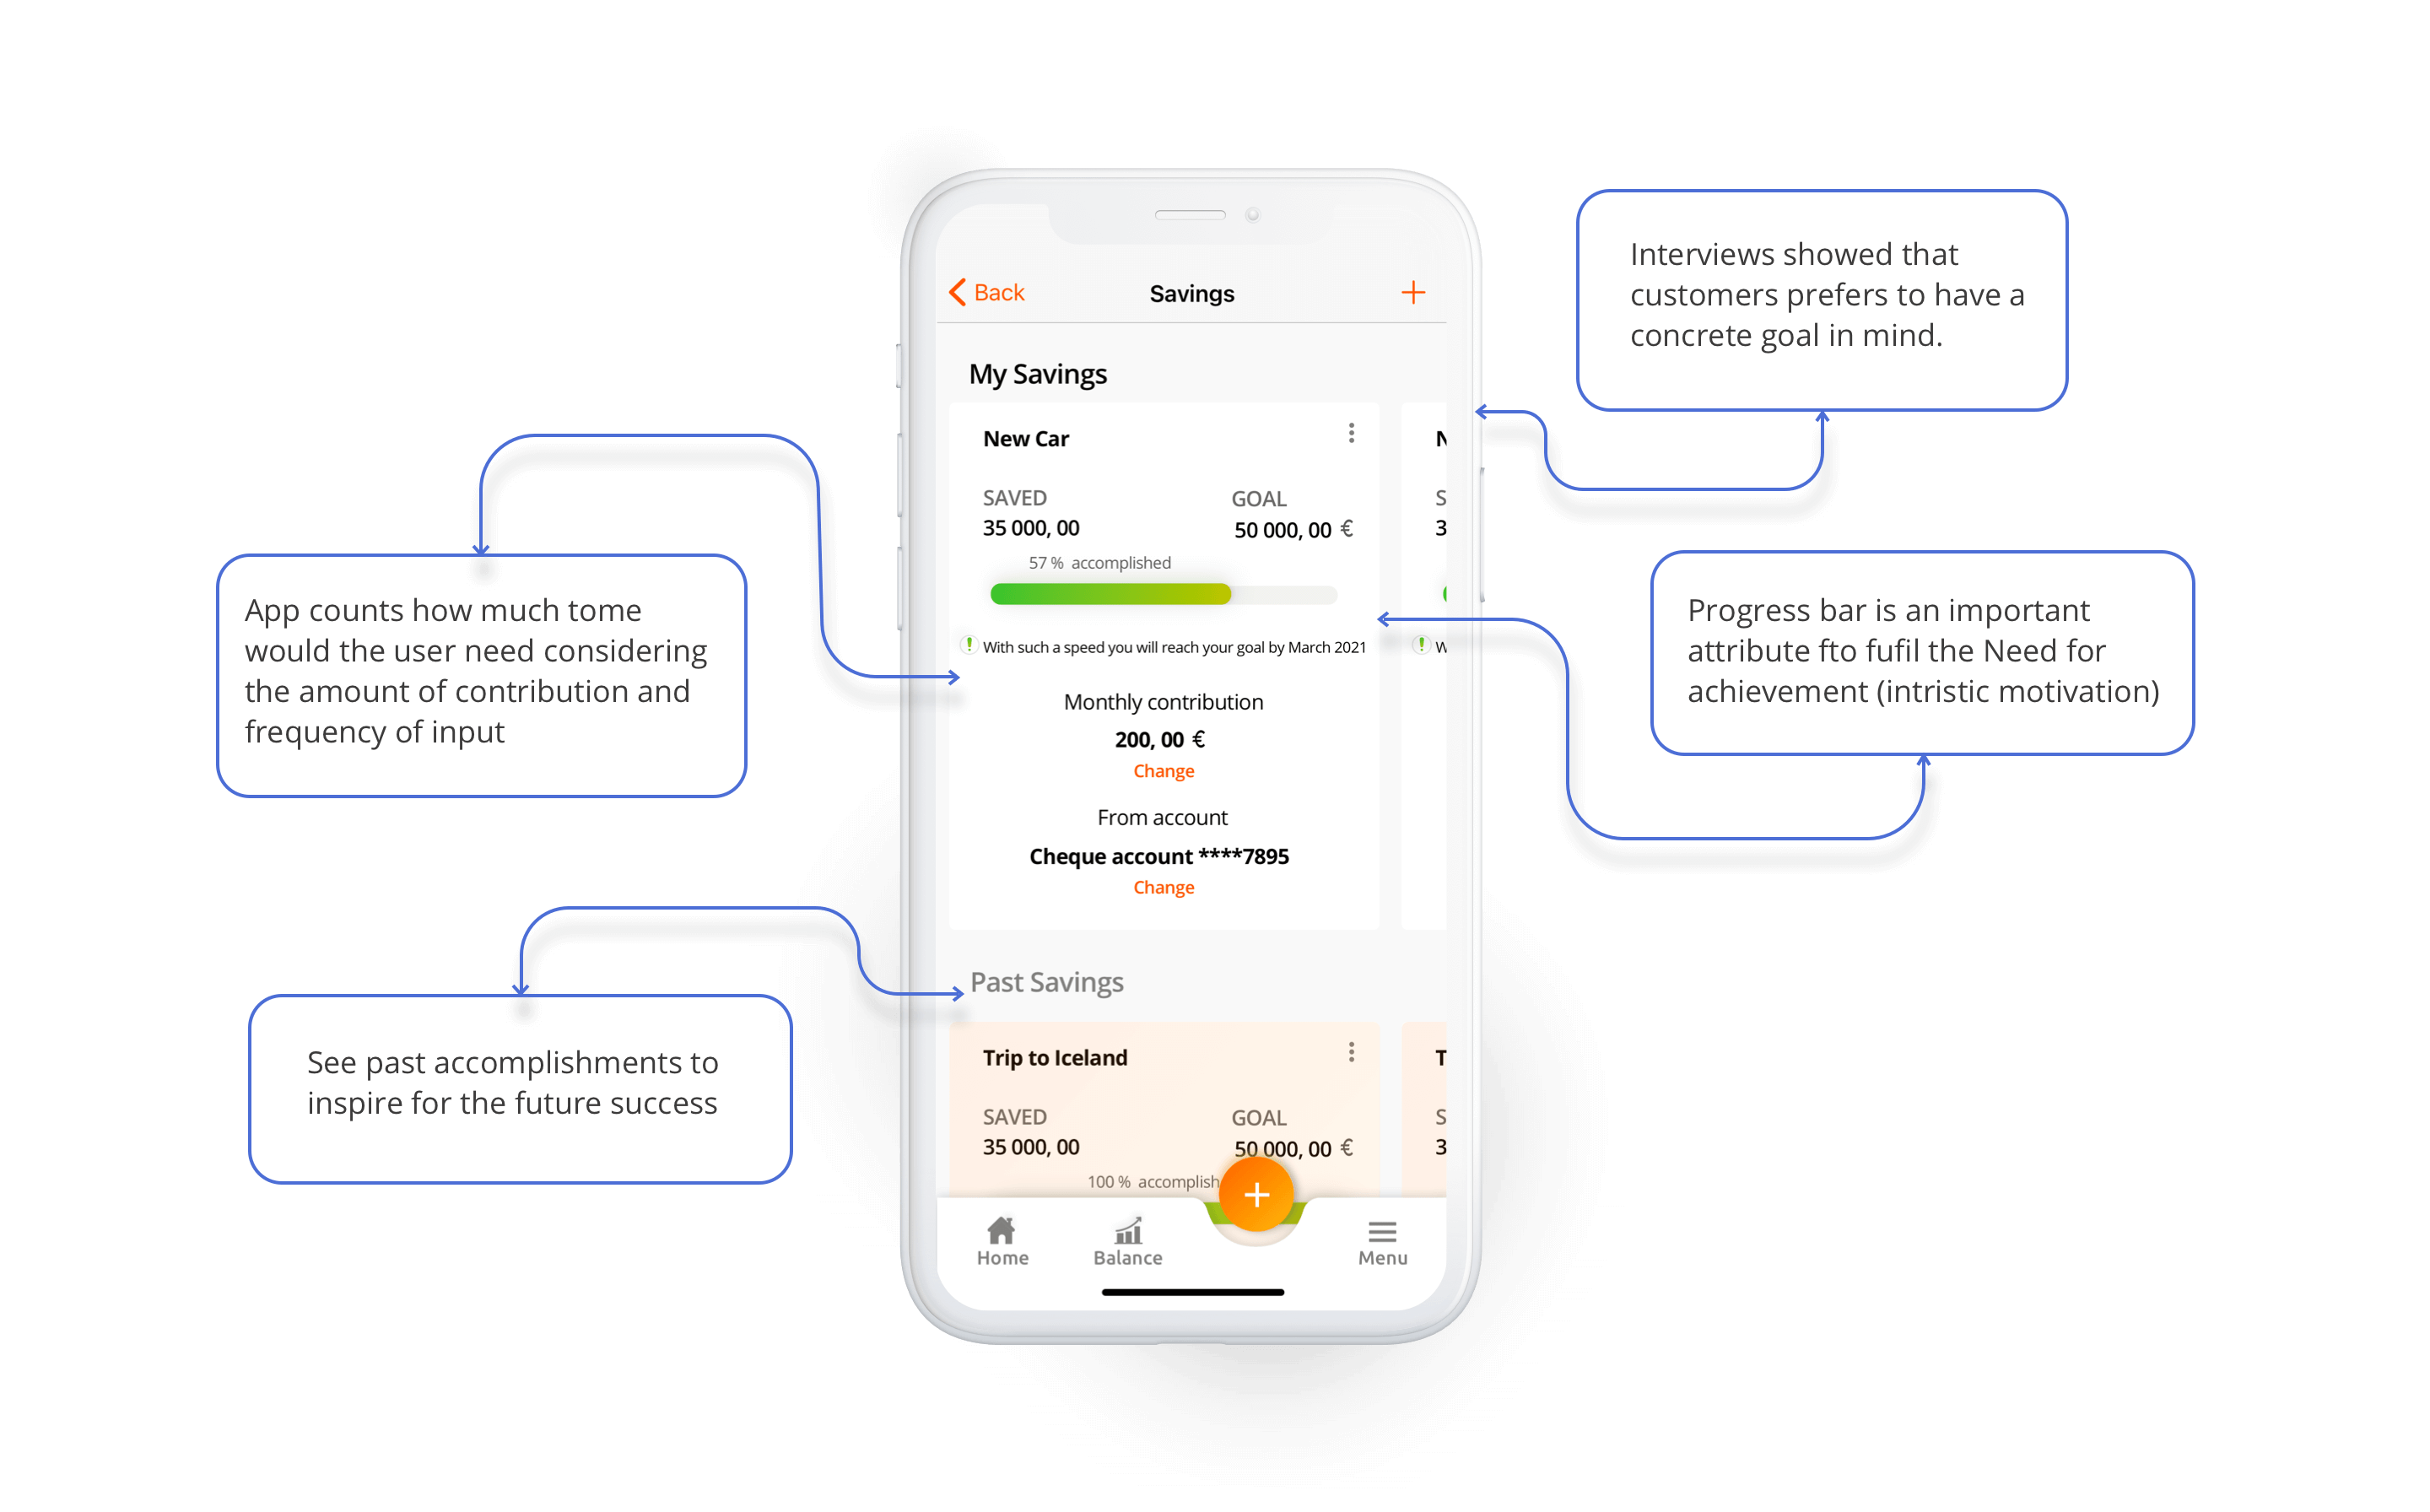 Interviews showed that
customers prefers to have a
concrete goal in mind.
Back
Savings
My Savings
New Car
SAVED
GOAL
35 000, 00
50 000, 00 €
57 % accomplished
With such a speed you will reach your goal by March 2021
Monthly contribution
200, 00 €
Change
From account
Cheque account ****7895
Change
N
S
3
W
App counts how much tome
would the user need considering
the amount of contribution and
frequency of input
Progress bar is an important
attribute fto fufil the Need for
achievement (intristic motivation)
See past accomplishments to
inspire for the future success
Past Savings
Trip to Iceland
SAVED
GOAL
35 000, 00
50 000, 00 €
100 % accomplish
T
S
3
Home
Balance
Menu